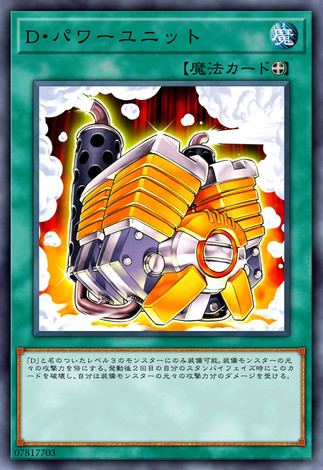 D・パワーユニット
魔
【魔法カード】
「D」と名のついたレベル3のモンスターにのみ装備可能。装備モンスターの元
々の攻撃力を倍にする。発動後2回目の自分のスタンバイフェイズ時にこのカ
ードを破壊し、自分は装備モンスターの元々の攻撃力分のダメージを受ける。
07817703